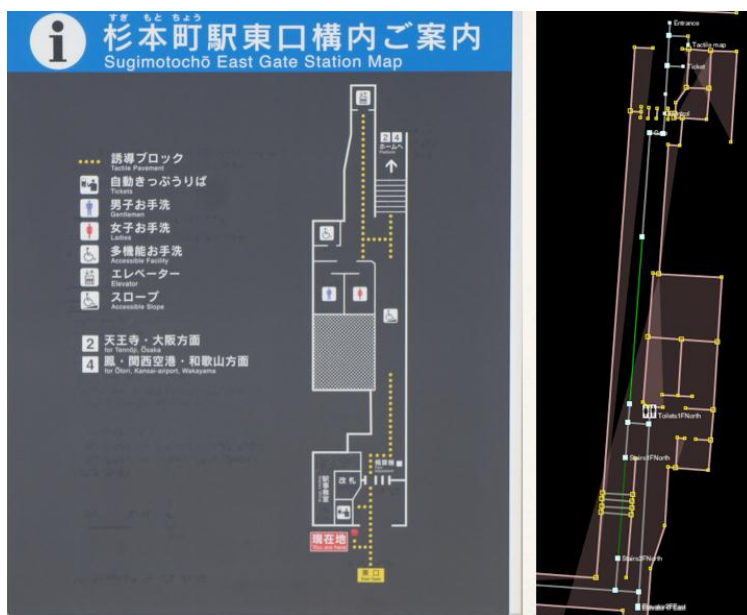 すぎ もと ちょう
杉本町駅東口構内ご案内
Sugimotochō East Gate Station Map
誘導ブロック
Tactile Pavement
自動きっぷうりば
Tickets
男子お手洗
Gentlemen
女子お手洗
Ladies
多機能お手洗
Accessible Facility
エレベーター
Elevator
スロープ
Accessible Slope
2 天王寺・大阪方面
for Tennōji, Ōsaka
4 鳳・関西空港・和歌山方面
for Ōtori, Kansai-airport, Wakayama
2 4
ホームへ
改札
現在地
You are here
東口
Entrance
Tactile map
Ticket
Toilets1FNorth
Stairs1FNorth
Stairs2FNorth